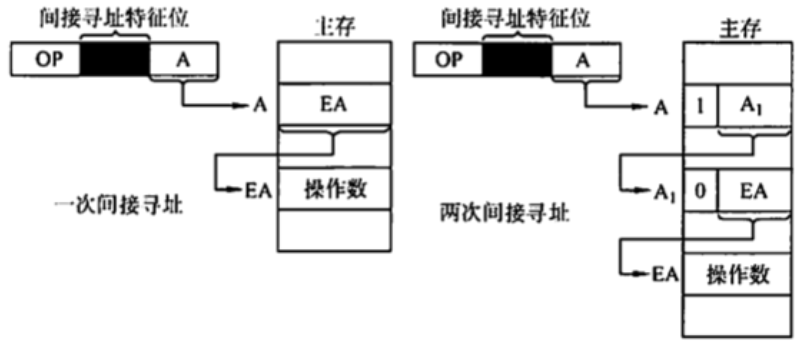 间接寻址特征位
主存
OP A
A EA
EA 操作数
一次间接寻址
间接寻址特征位
主存
OP A
A 1 A₁
A₁ 0 EA
两次间接寻址
EA 操作数